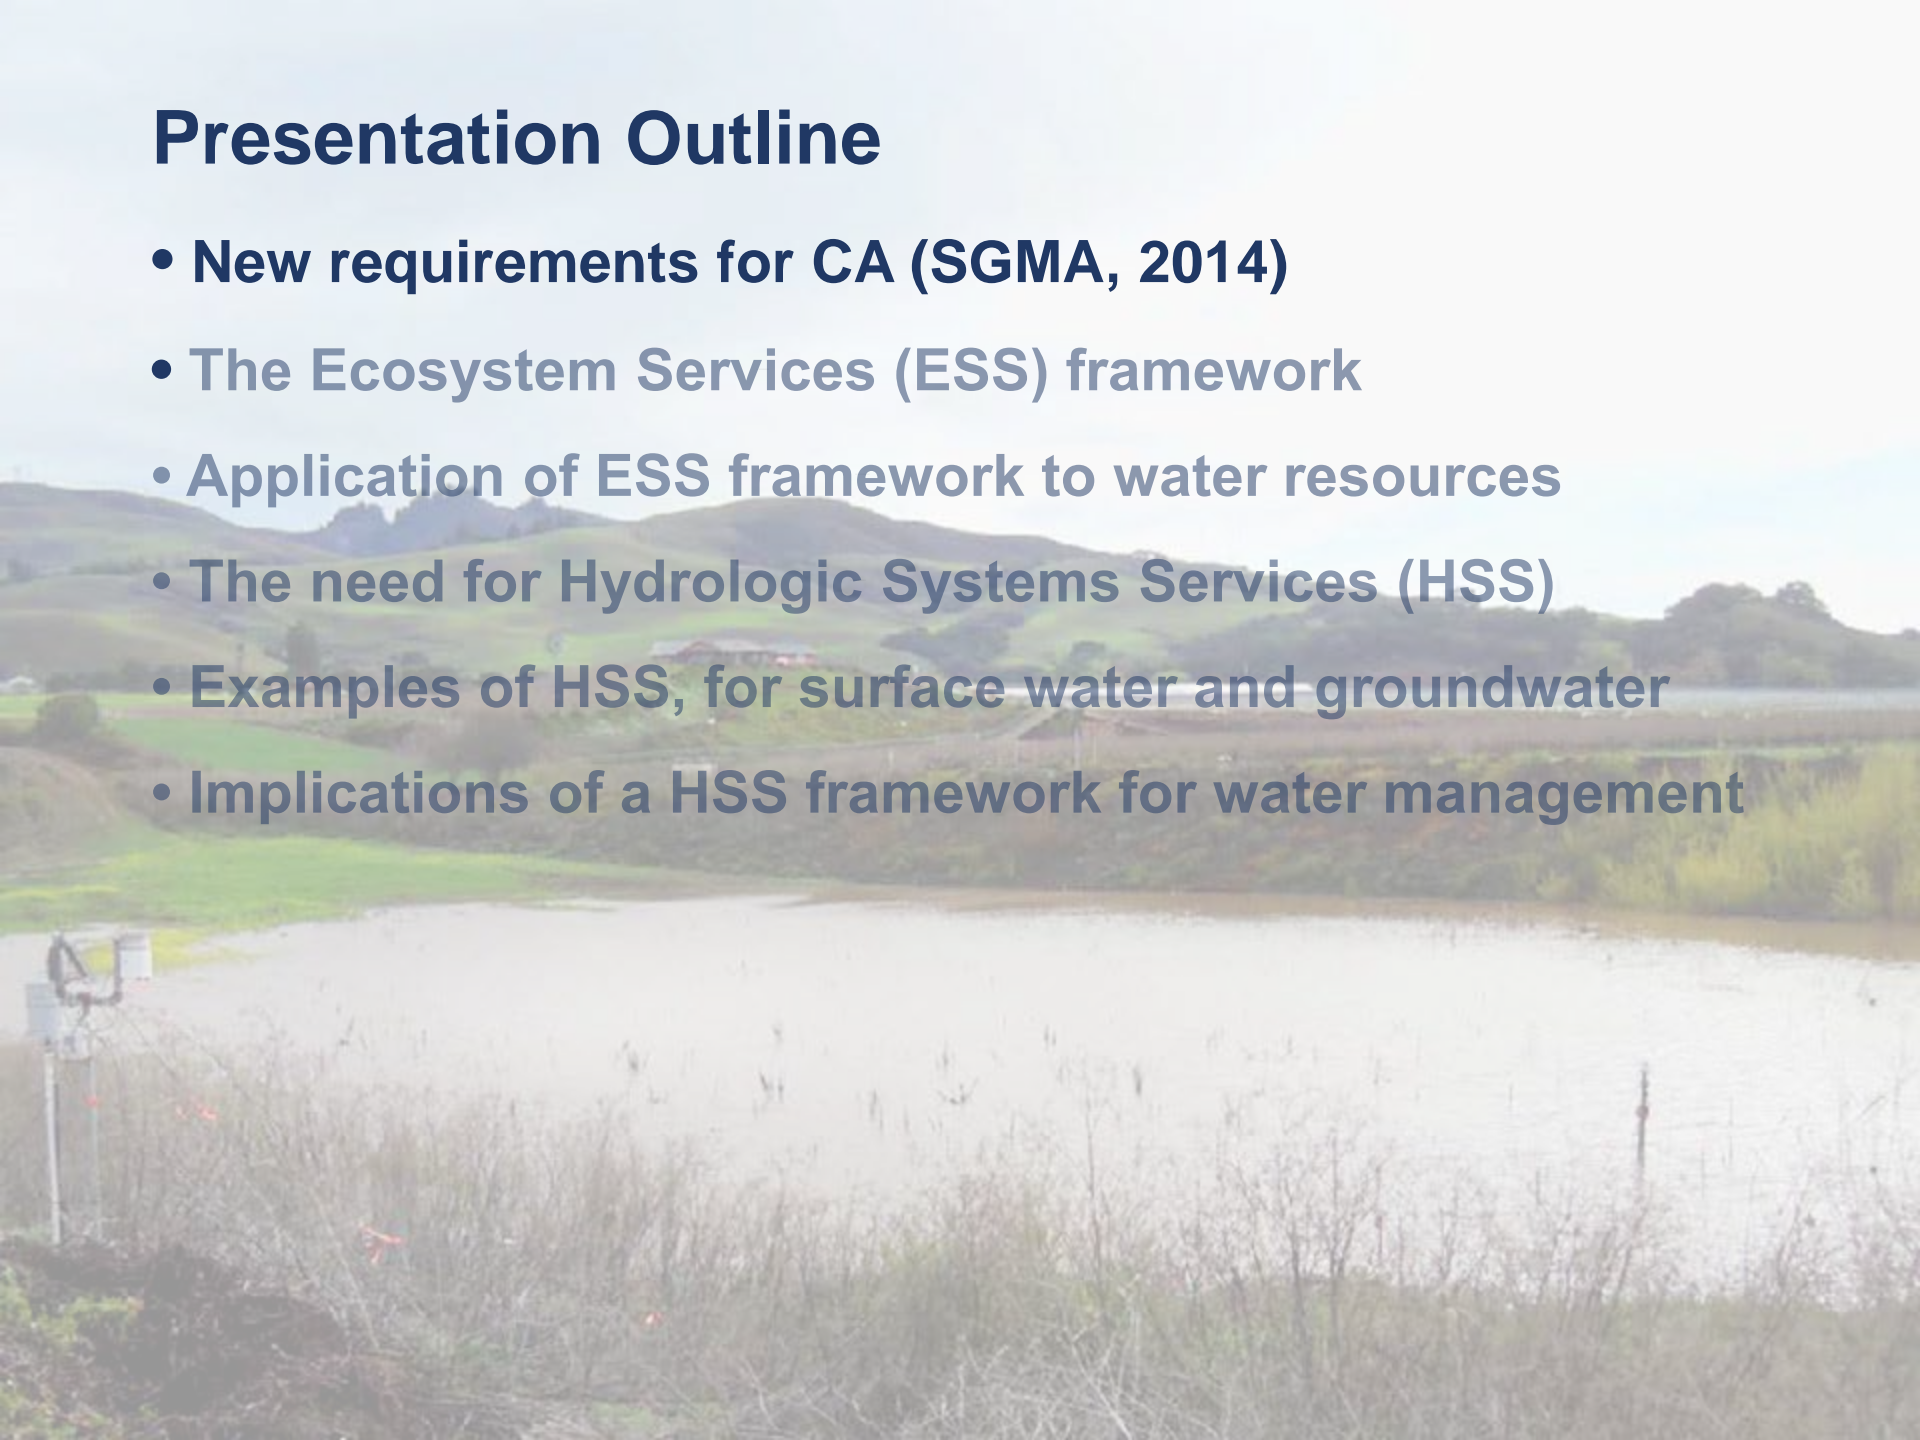 Presentation Outline
• New requirements for CA (SGMA, 2014)
• The Ecosystem Services (ESS) framework
• Application of ESS framework to water resources
• The need for Hydrologic Systems Services (HSS)
• Examples of HSS, for surface water and groundwater
• Implications of a HSS framework for water management